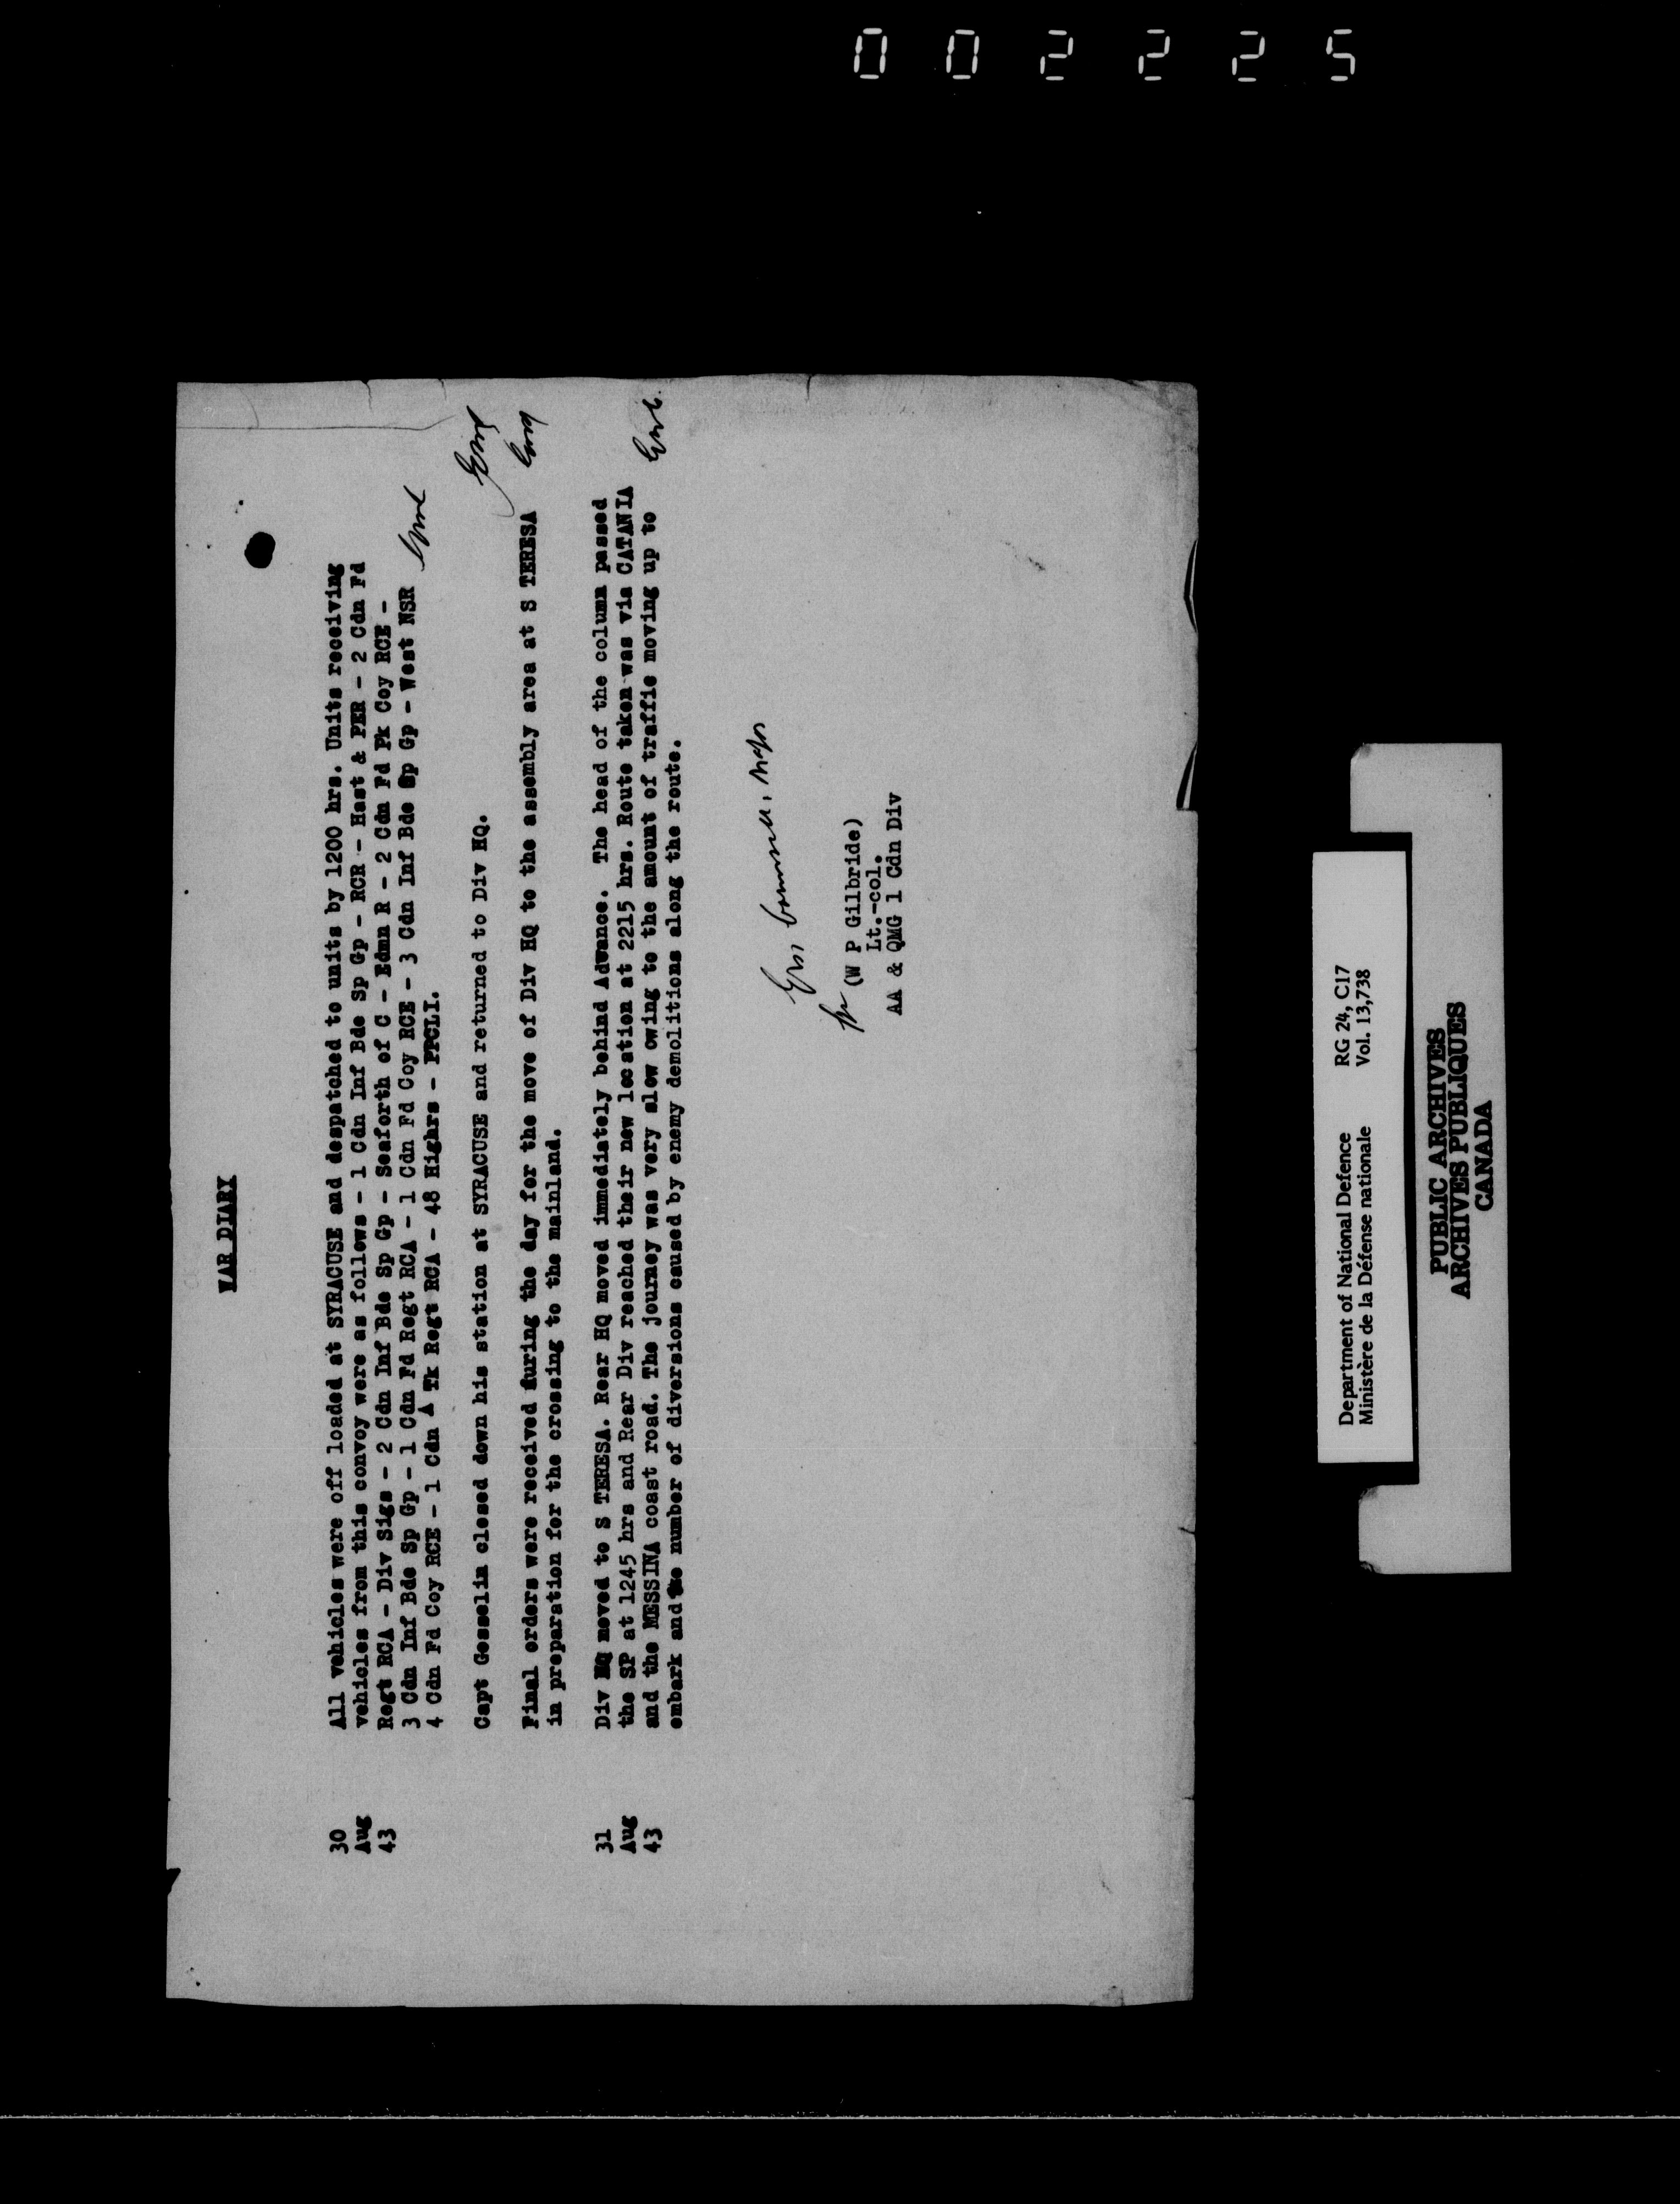 002225
WAR DIARY
30 Aug 43
All vehicles were off loaded at SYRACUSE and despatched to units by 1200 hrs. Units receiving
vehicles from this convoy were as follows - 1 Cdn Inf Bde Sp Gp - RCR - Hast & PER - 2 Cdn Fd
Regt RCA - Div Sigs - 2 Cdn Inf Bde Sp Gp - Seaforth of C - Edmn R - 2 Cdn Fd Pk Coy RCE -
3 Cdn Inf Bde Sp Gp - 1 Cdn Fd Regt RCA - 1 Cdn Fd Coy RCE - 3 Cdn Inf Bde Sp Gp - West NSR
4 Cdn Fd Coy RCE - 1 Cdn A Tk Regt RCA - 48 Highrs - PPCLI.
Capt Gosselin closed down his station at SYRACUSE and returned to Div HQ.
Final orders were received during the day for the move of Div HQ to the assembly area at S TERESA
in preparation for the crossing to the mainland.
31 Aug 43
Div HQ moved to S TERESA. Rear HQ moved immediately behind Advance. The head of the column passed
the SP at 1245 hrs and Rear Div reached their new location at 2215 hrs. Route taken was via CATANIA
and the MESSINA coast road. The journey was very slow owing to the amount of traffic moving up to
embark and the number of diversions caused by enemy demolitions along the route.
for (W P Gilbride)
Lt.-col.
AA & QMG 1 Cdn Div
Department of National Defence RG 24, C17
Ministère de la Défense nationale Vol. 13,738
PUBLIC ARCHIVES
ARCHIVES PUBLIQUES
CANADA